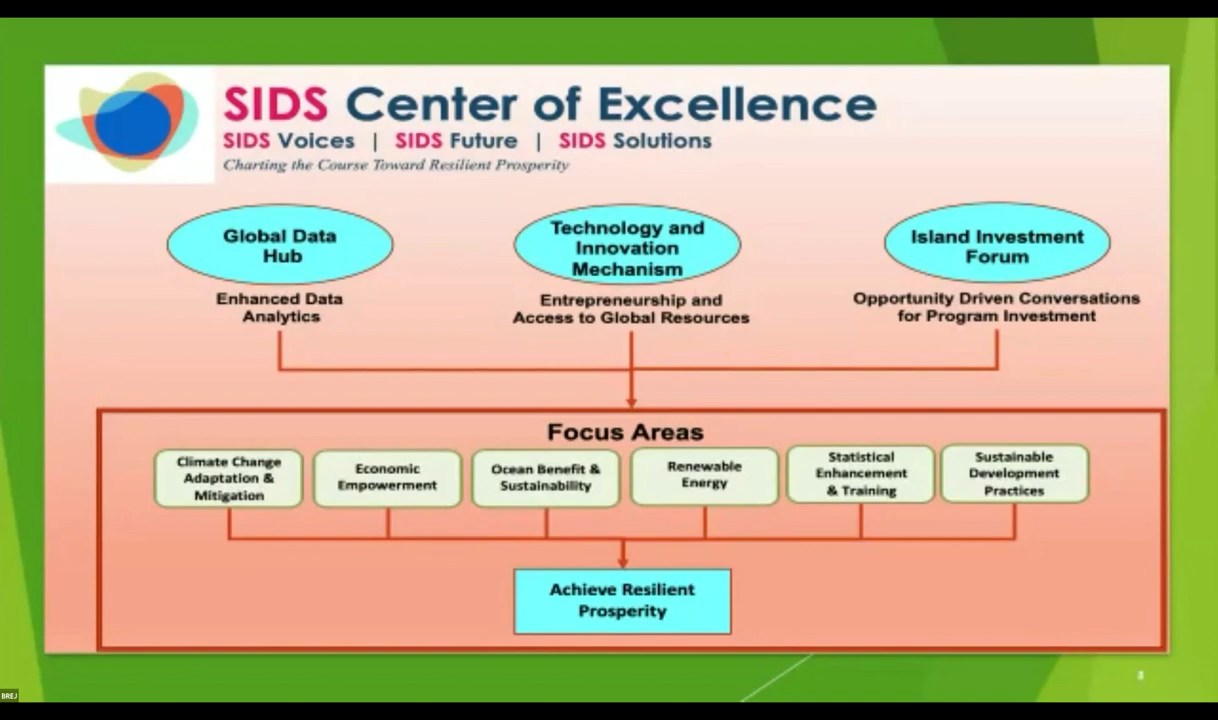 SIDS Center of Excellence
SIDS Voices | SIDS Future | SIDS Solutions
Charting the Course Toward Resilient Prosperity
Global Data
Hub
Enhanced Data
Analytics
Technology and
Innovation
Mechanism
Entrepreneurship and
Access to Global Resources
Island Investment
Forum
Opportunity Driven Conversations
for Program Investment
Focus Areas
Climate Change
Adaptation &
Mitigation
Economic
Empowerment
Ocean Benefit &
Sustainability
Renewable
Energy
Statistical
Enhancement
& Training
Sustainable
Development
Practices
Achieve Resilient
Prosperity
8
BREJ